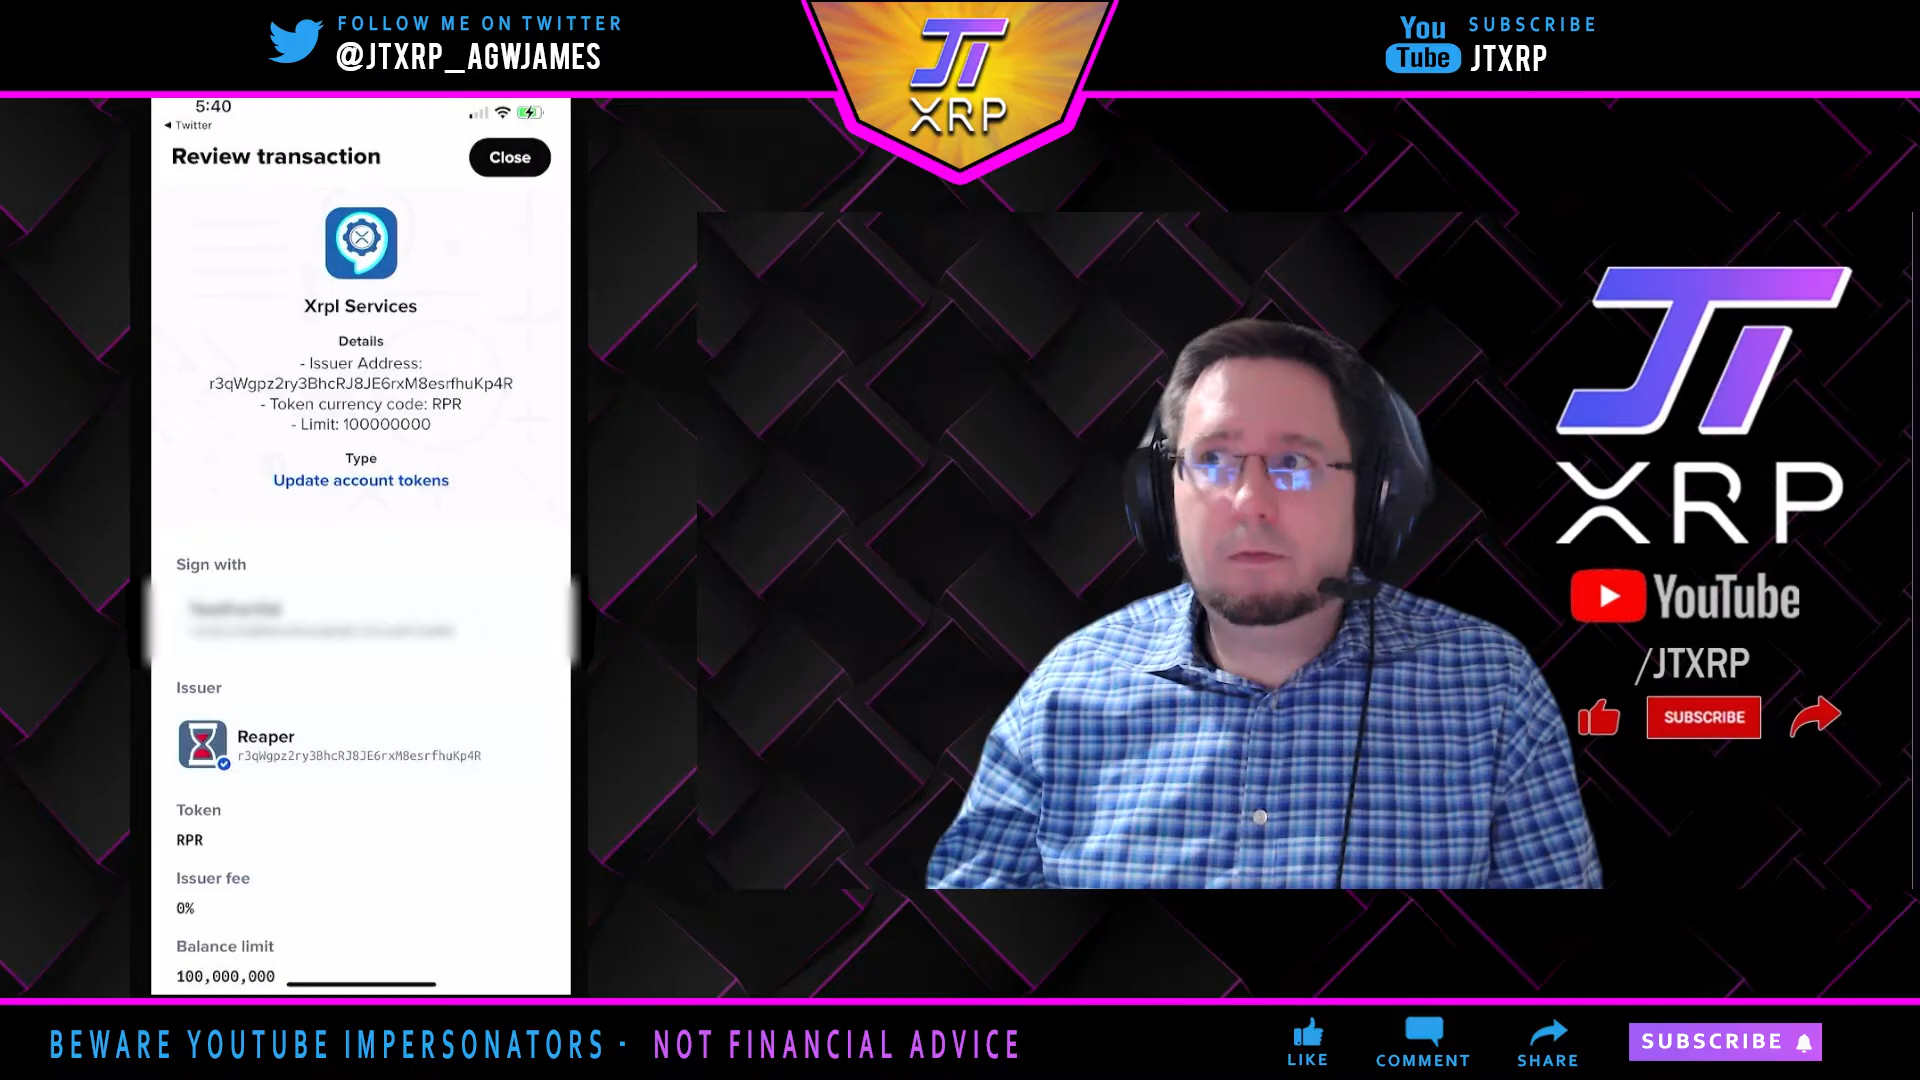 FOLLOW ME ON TWITTER
@JTXRP_AGWJAMES
JT
XRP
You
Tube
SUBSCRIBE
JTXRP
5:40
◀ Twitter
Review transaction
Close
Xrpl Services
Details
- Issuer Address:
r3qWgpz2ry3BhcRJ8JE6rxM8esrfhuKp4R
- Token currency code: RPR
- Limit: 100000000
Type
Update account tokens
Sign with
Issuer
Reaper
r3qWgpz2ry3BhcRJ8JE6rxM8esrfhuKp4R
Token
RPR
Issuer fee
0%
Balance limit
100,000,000
JT
XRP
YouTube
/JTXRP
SUBSCRIBE
BEWARE YOUTUBE IMPERSONATORS - NOT FINANCIAL ADVICE
LIKE
COMMENT
SHARE
SUBSCRIBE